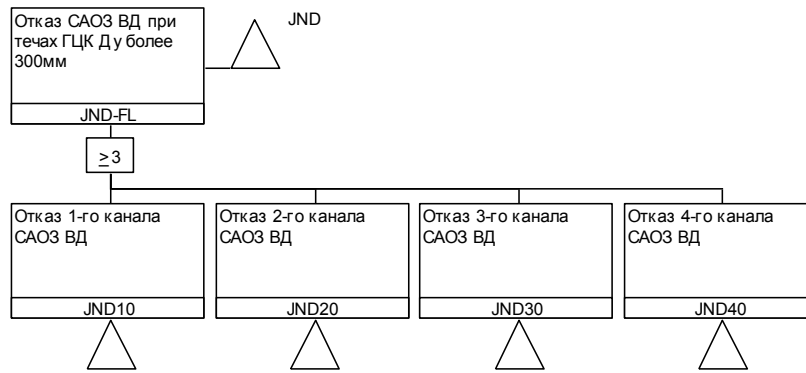 Отказ САОЗ ВД при
течах ГЦК Ду более
300мм
JND
JND-FL
≥3
Отказ 1-го канала
САОЗ ВД
Отказ 2-го канала
САОЗ ВД
Отказ 3-го канала
САОЗ ВД
Отказ 4-го канала
САОЗ ВД
JND10
JND20
JND30
JND40